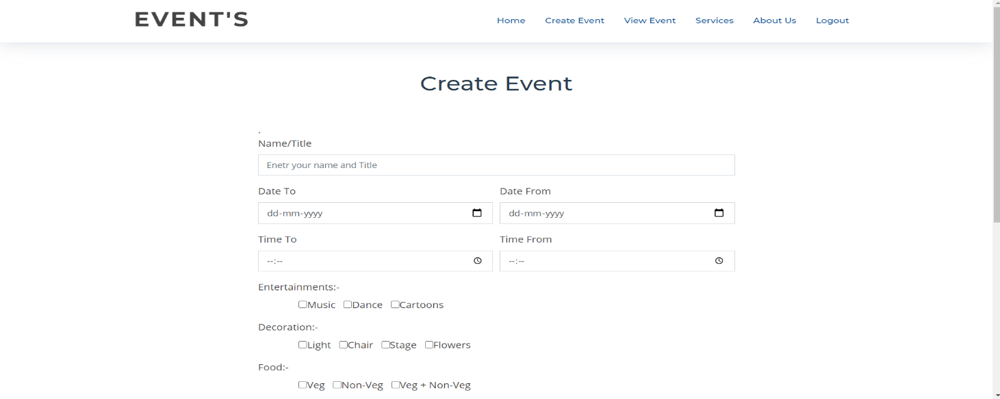 EVENT'S
Home Create Event View Event Services About Us Logout
Create Event
.
Name/Title
Enetr your name and Title
Date To Date From
dd-mm-yyyy dd-mm-yyyy
Time To Time From
--:-- --:--
Entertainments:-
Music Dance Cartoons
Decoration:-
Light Chair Stage Flowers
Food:-
Veg Non-Veg Veg + Non-Veg